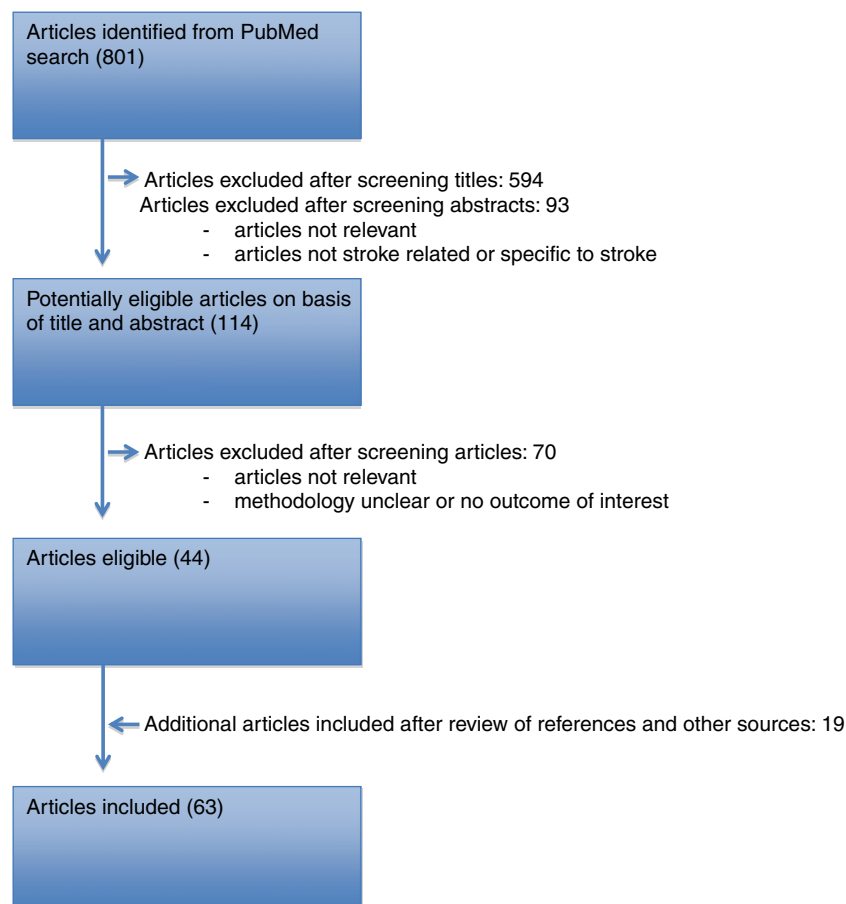 Articles identified from PubMed
search (801)
Articles excluded after screening titles: 594
Articles excluded after screening abstracts: 93
- articles not relevant
- articles not stroke related or specific to stroke
Potentially eligible articles on basis
of title and abstract (114)
Articles excluded after screening articles: 70
- articles not relevant
- methodology unclear or no outcome of interest
Articles eligible (44)
Additional articles included after review of references and other sources: 19
Articles included (63)